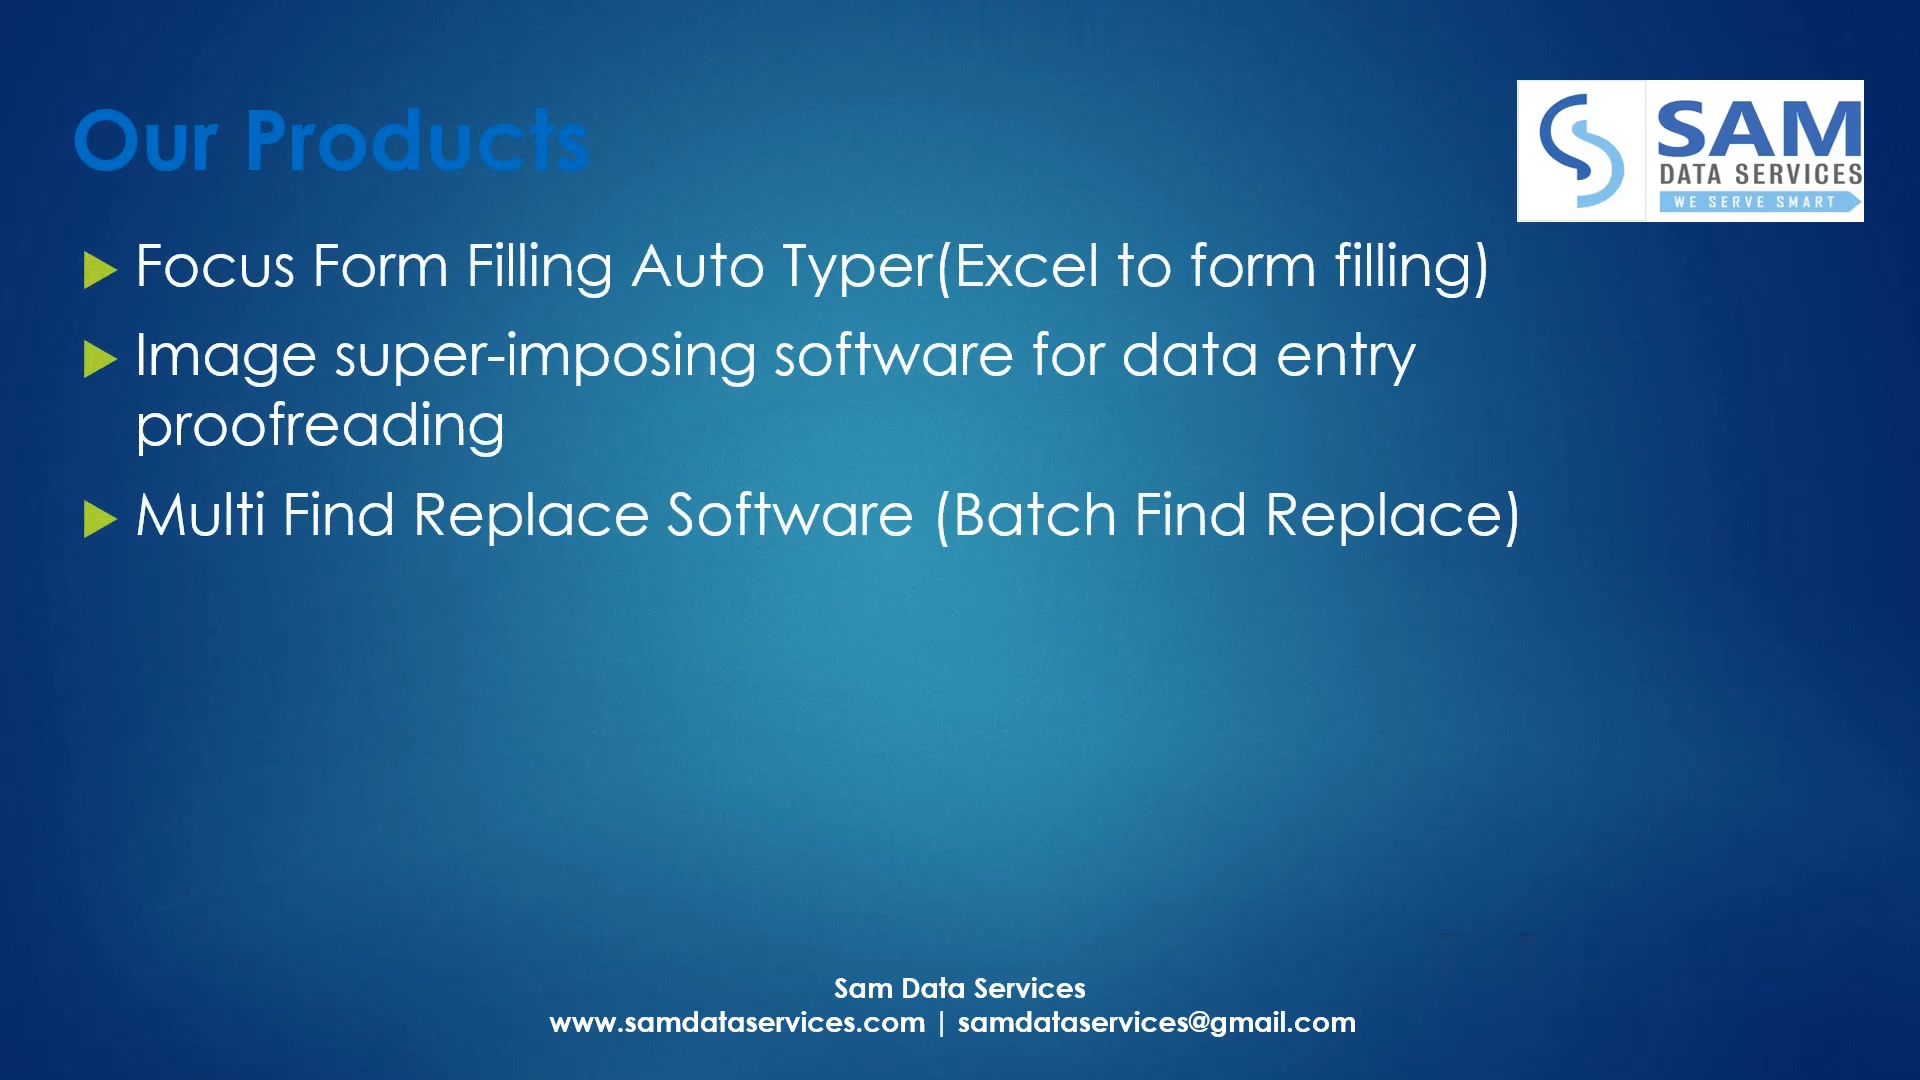 Our Products
SAM
DATA SERVICES
WE SERVE SMART
Focus Form Filling Auto Typer(Excel to form filling)
Image super-imposing software for data entry
proofreading
Multi Find Replace Software (Batch Find Replace)
Sam Data Services
www.samdataservices.com | samdataservices@gmail.com